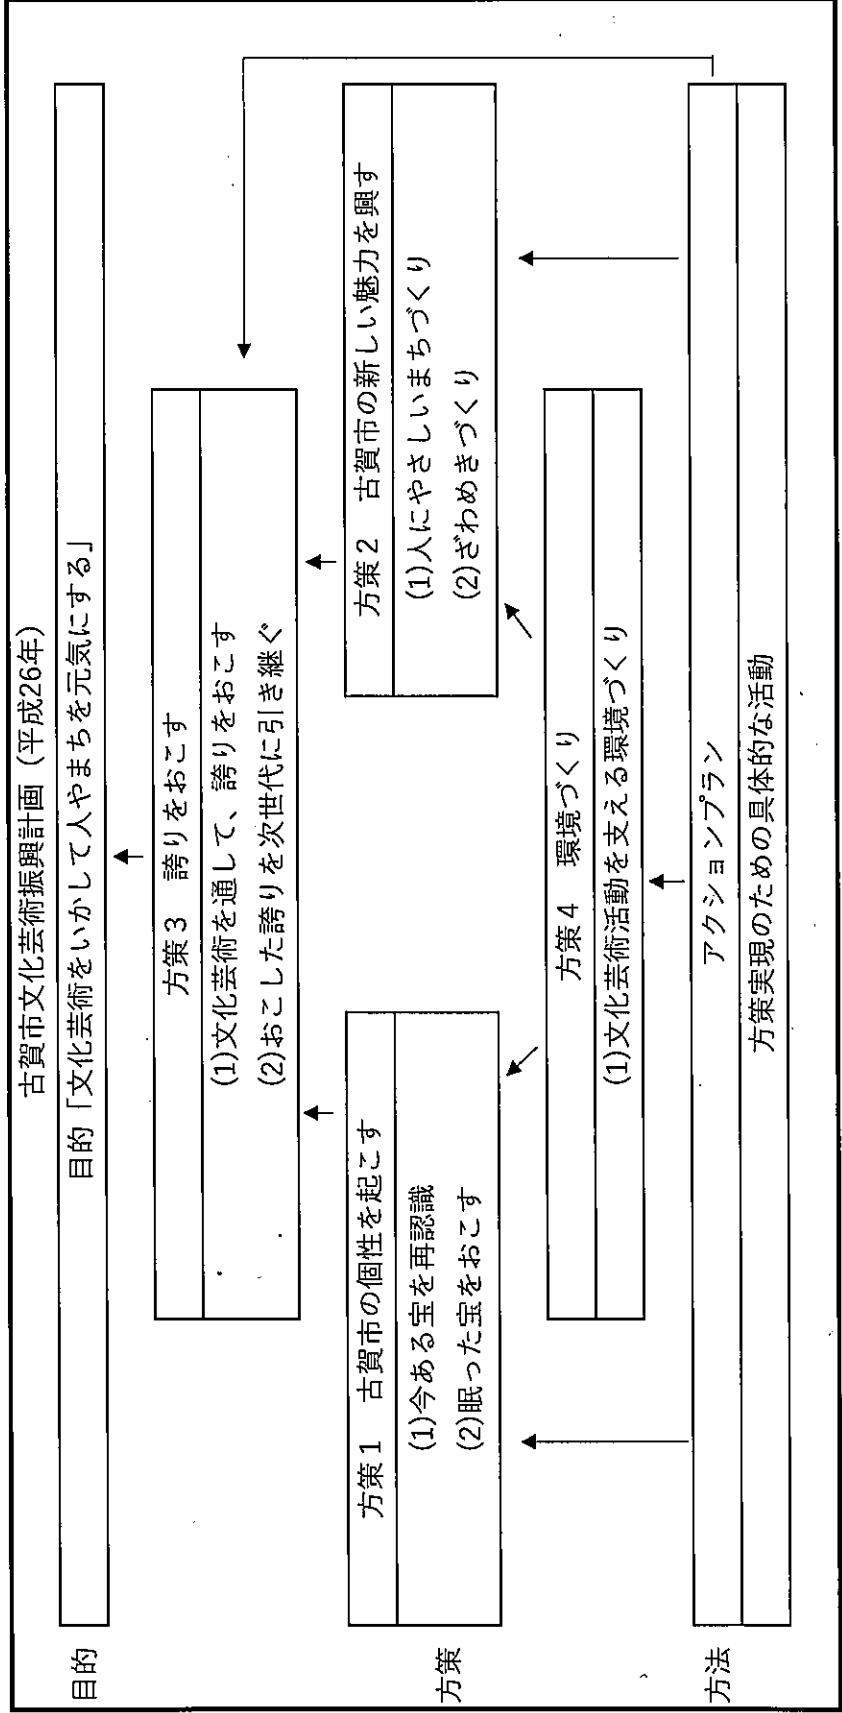 古賀市文化芸術振興計画（平成26年）
目的
目的「文化芸術をいかして人やまちを元気にする」
方策３　誇りをおこす
(1)文化芸術を通して、誇りをおこす
(2)おこした誇りを次世代に引き継ぐ
方策
方策１　古賀市の個性を起こす
(1)今ある宝を再認識
(2)眠った宝をおこす
方策２　古賀市の新しい魅力を興す
(1)人にやさしいまちづくり
(2)ざわめきづくり
方策４　環境づくり
(1)文化芸術活動を支える環境づくり
方法
アクションプラン
方策実現のための具体的な活動